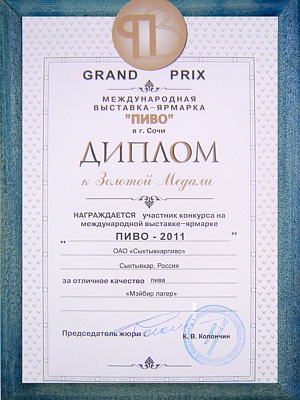 GRAND PRIX
МЕЖДУНАРОДНАЯ
ВЫСТАВКА-ЯРМАРКА
"ПИВО"
в г. Сочи
ДИПЛОМ
к Золотой Медали
НАГРАЖДАЕТСЯ участник конкурса на
международной выставке-ярмарке
" ПИВО - 2011 "
ОАО «Сыктывкарпиво»
Сыктывкар, Россия
за отличное качество пива
«Мэйбир лагер»
Председатель жюри К. В. Колончин